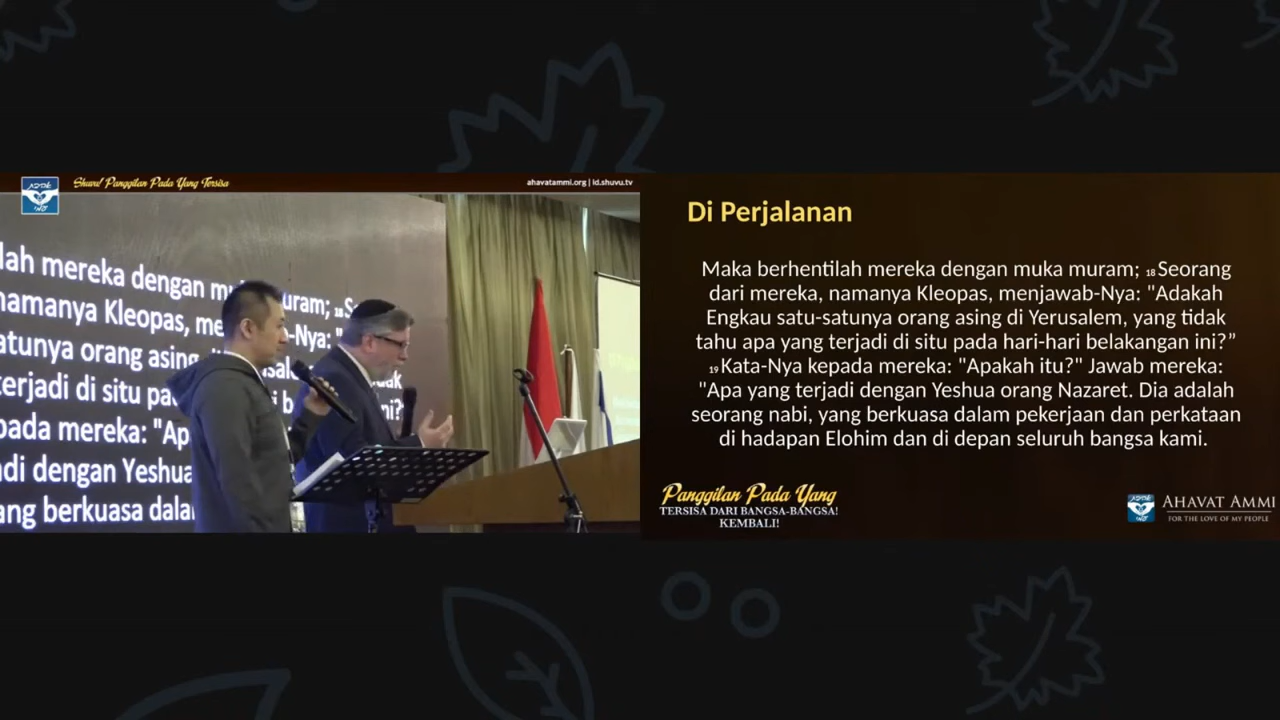 Shuvu! Panggilan Pada Yang Tersisa
ahavatammi.org | id.shuvu.tv
lah mereka dengan mu
uram; 18 S
namanya Kleopas, me
b-Nya: "
atunya orang asing
terjadi di situ pa
ni?
pada mereka: "Ap
di dengan Yeshua
ang berkuasa dala
Di Perjalanan
Maka berhentilah mereka dengan muka muram; 18 Seorang
dari mereka, namanya Kleopas, menjawab-Nya: "Adakah
Engkau satu-satunya orang asing di Yerusalem, yang tidak
tahu apa yang terjadi di situ pada hari-hari belakangan ini?”
19 Kata-Nya kepada mereka: "Apakah itu?" Jawab mereka:
"Apa yang terjadi dengan Yeshua orang Nazaret. Dia adalah
seorang nabi, yang berkuasa dalam pekerjaan dan perkataan
di hadapan Elohim dan di depan seluruh bangsa kami.
Panggilan Pada Yang
TERSISA DARI BANGSA-BANGSA!
KEMBALI!
AHAVAT AMMI
FOR THE LOVE OF MY PEOPLE